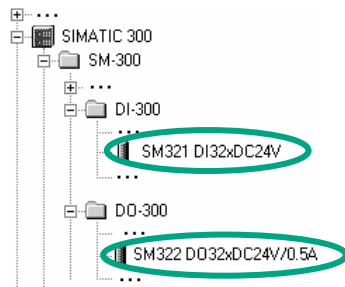 ...
SIMATIC 300
SM-300
...
DI-300
...
SM321 DI32xDC24V
...
DO-300
...
SM322 DO32xDC24V/0.5A
...